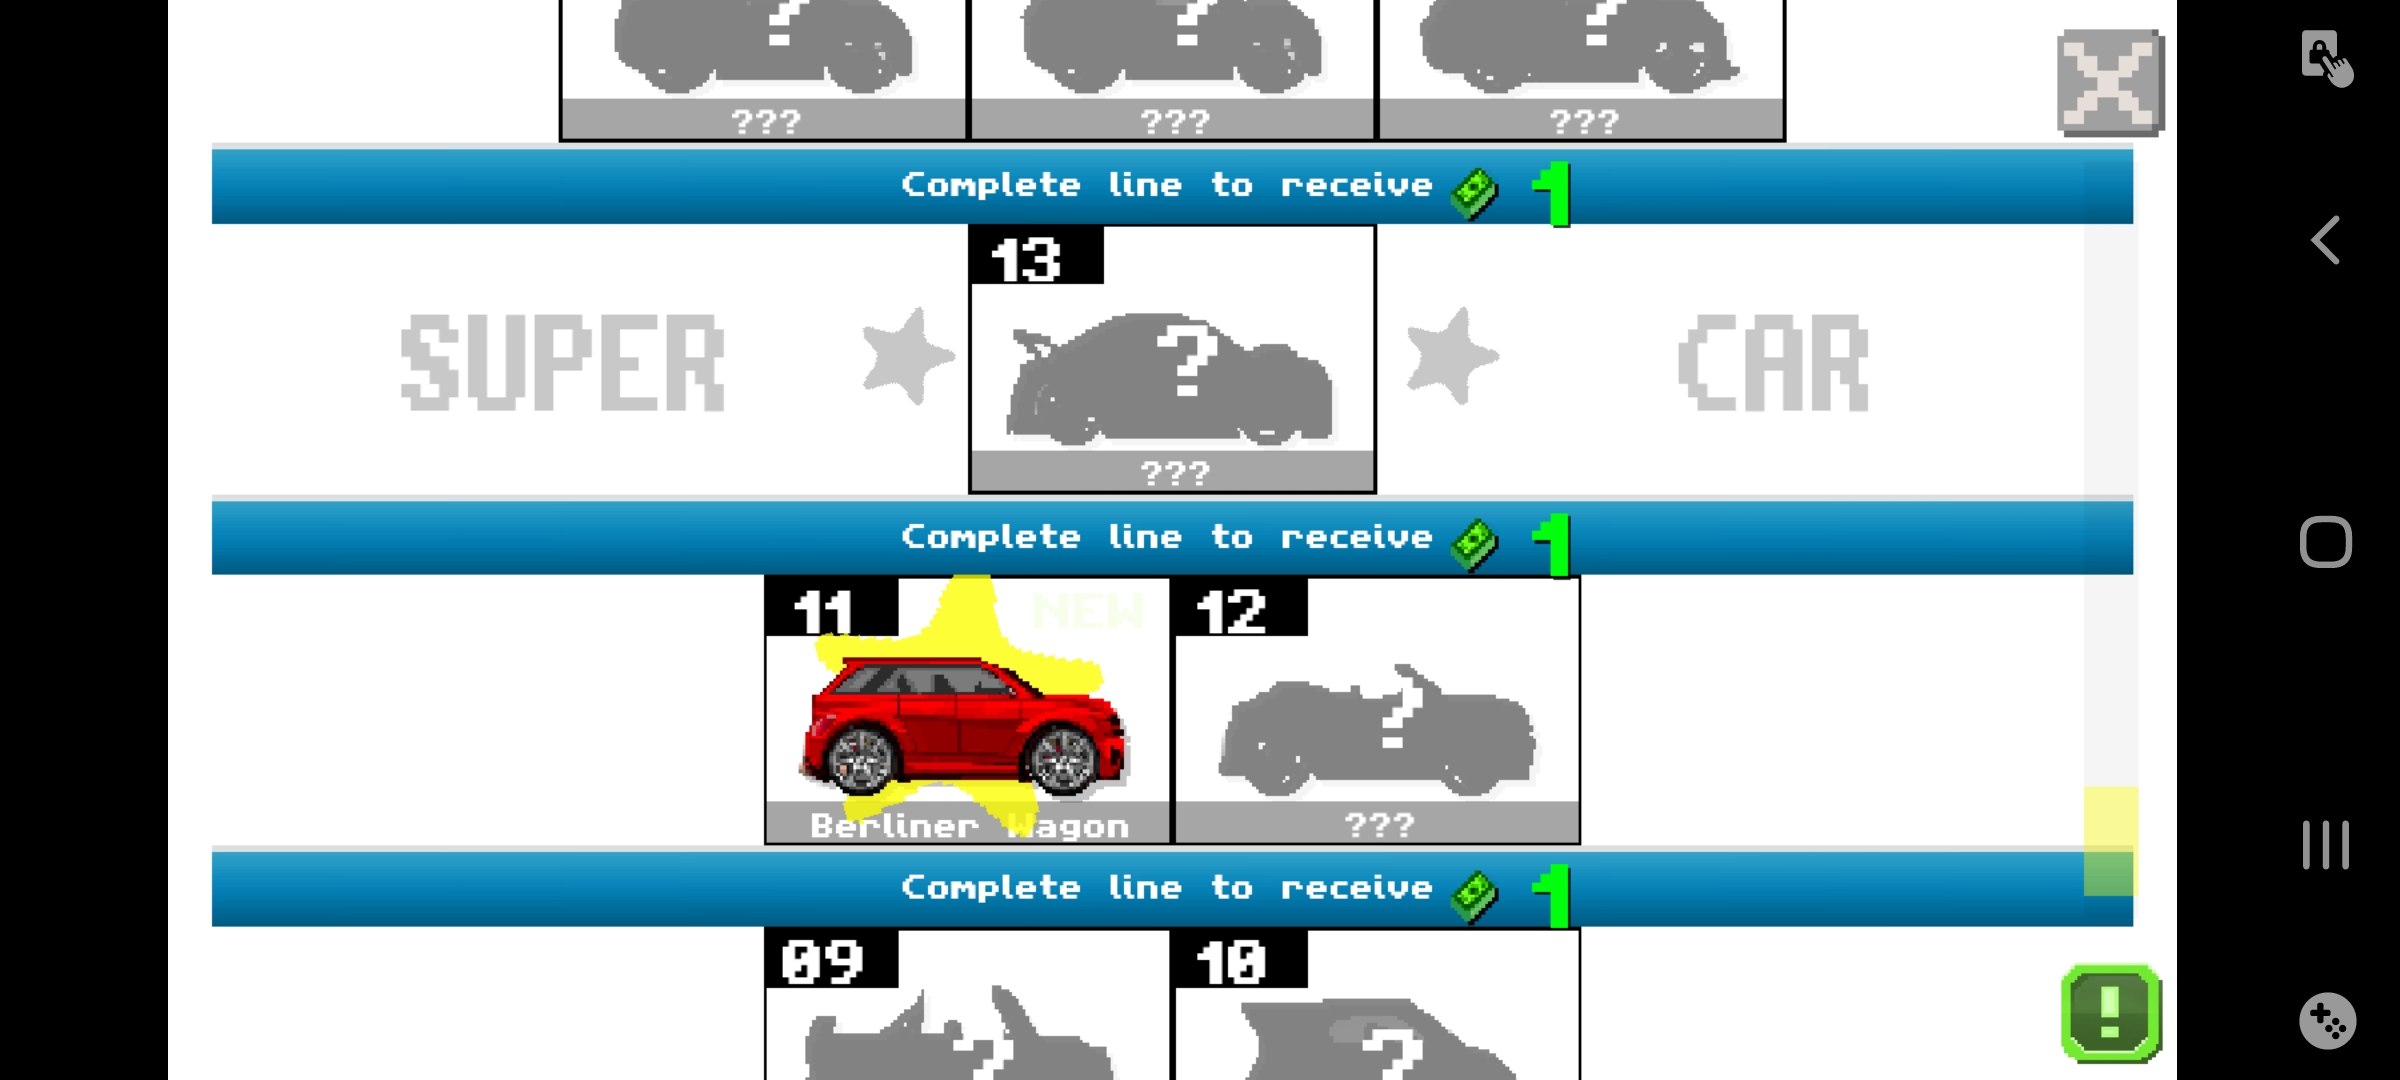 ? ? ?
??? ??? ???
Complete line to receive 1
13
SUPER ? CAR
???
Complete line to receive 1
11 NEW 12
?
Berliner Wagon ???
Complete line to receive 1
09 10
? ?